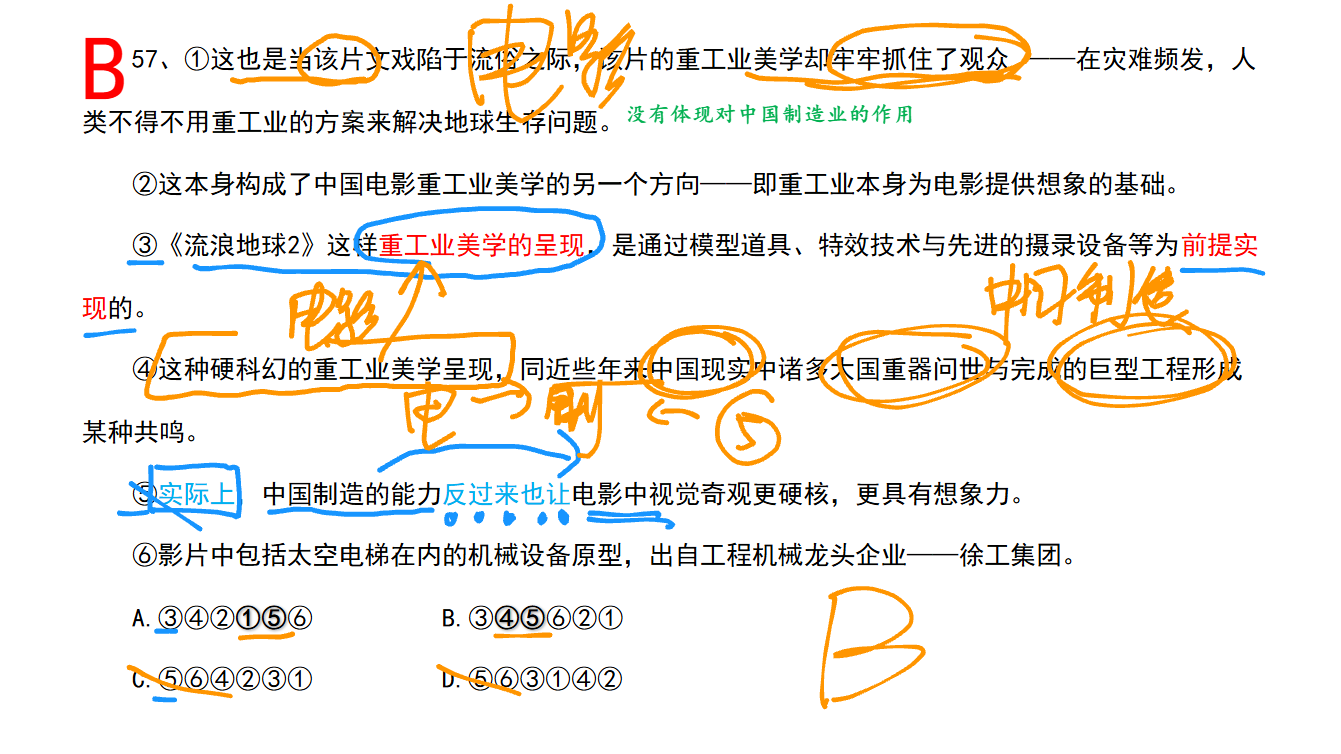 B 57、①这也是当该片文戏陷于流俗之际，该片的重工业美学却牢牢抓住了观众——在灾难频发，人
电影
类不得不用重工业的方案来解决地球生存问题。 没有体现对中国制造业的作用
②这本身构成了中国电影重工业美学的另一个方向——即重工业本身为电影提供想象的基础。
③《流浪地球2》这样重工业美学的呈现，是通过模型道具、特效技术与先进的摄录设备等为前提实
现的。
电影
中国制造
④这种硬科幻的重工业美学呈现，同近些年来中国现实中诸多大国重器问世与完成的巨型工程形成
电 → 制 ← ⑤
某种共鸣。
⑤实际上，中国制造的能力反过来也让电影中视觉奇观更硬核，更具有想象力。
⑥影片中包括太空电梯在内的机械设备原型，出自工程机械龙头企业——徐工集团。
A.③④②①⑤⑥ B.③④⑤⑥②①
C.⑤⑥④②③① D.⑤⑥③①④②
B